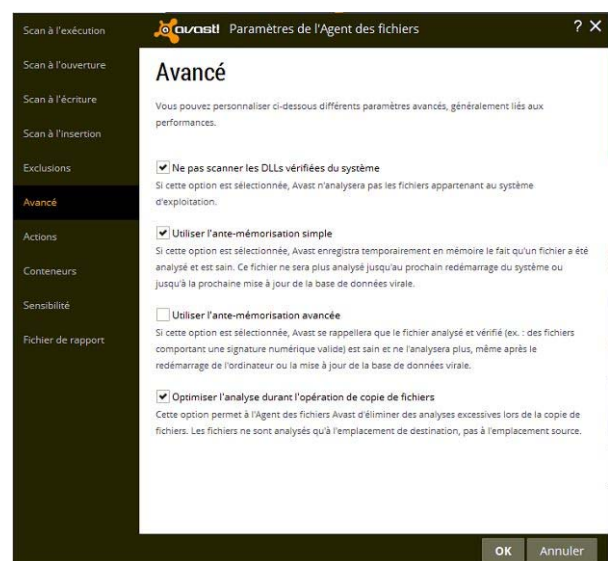 avast! Paramètres de l'Agent des fichiers ? X
Scan à l'exécution
Scan à l'ouverture
Scan à l'écriture
Scan à l'insertion
Exclusions
Avancé
Actions
Conteneurs
Sensibilité
Fichier de rapport
Avancé
Vous pouvez personnaliser ci-dessous différents paramètres avancés, généralement liés aux
performances.
Ne pas scanner les DLLs vérifiées du système
Si cette option est sélectionnée, Avast n'analysera pas les fichiers appartenant au système
d'exploitation.
Utiliser l'ante-mémorisation simple
Si cette option est sélectionnée, Avast enregistra temporairement en mémoire le fait qu'un fichier a été
analysé et est sain. Ce fichier ne sera plus analysé jusqu'au prochain redémarrage du système ou
jusqu'à la prochaine mise à jour de la base de données virale.
Utiliser l'ante-mémorisation avancée
Si cette option est sélectionnée, Avast se rappellera que le fichier analysé et vérifié (ex. : des fichiers
comportant une signature numérique valide) est sain et ne l'analysera plus, même après le
redémarrage de l'ordinateur ou la mise à jour de la base de données virale.
Optimiser l'analyse durant l'opération de copie de fichiers
Cette option permet à l'Agent des fichiers Avast d'éliminer des analyses excessives lors de la copie de
fichiers. Les fichiers ne sont analysés qu'à l'emplacement de destination, pas à l'emplacement source.
OK Annuler